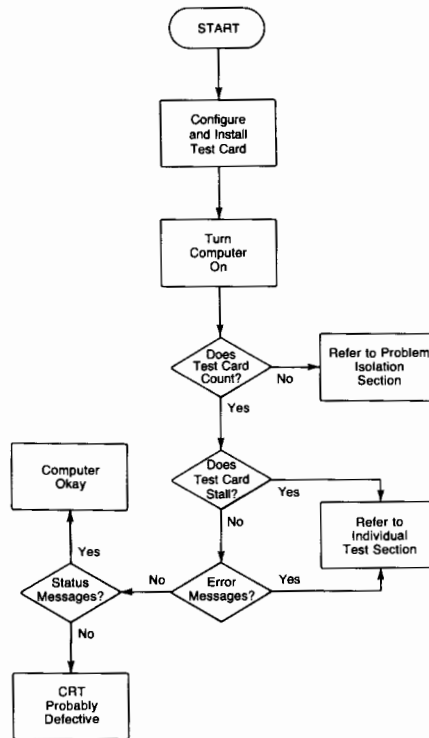 START
Configure
and Install
Test Card
Turn
Computer
On
Does
Test Card
Count?
No
Refer to Problem
Isolation
Section
Yes
Does
Test Card
Stall?
Yes
No
Refer to
Individual
Test Section
Computer
Okay
Yes
Status
Messages?
No
Error
Messages?
Yes
No
CRT
Probably
Defective